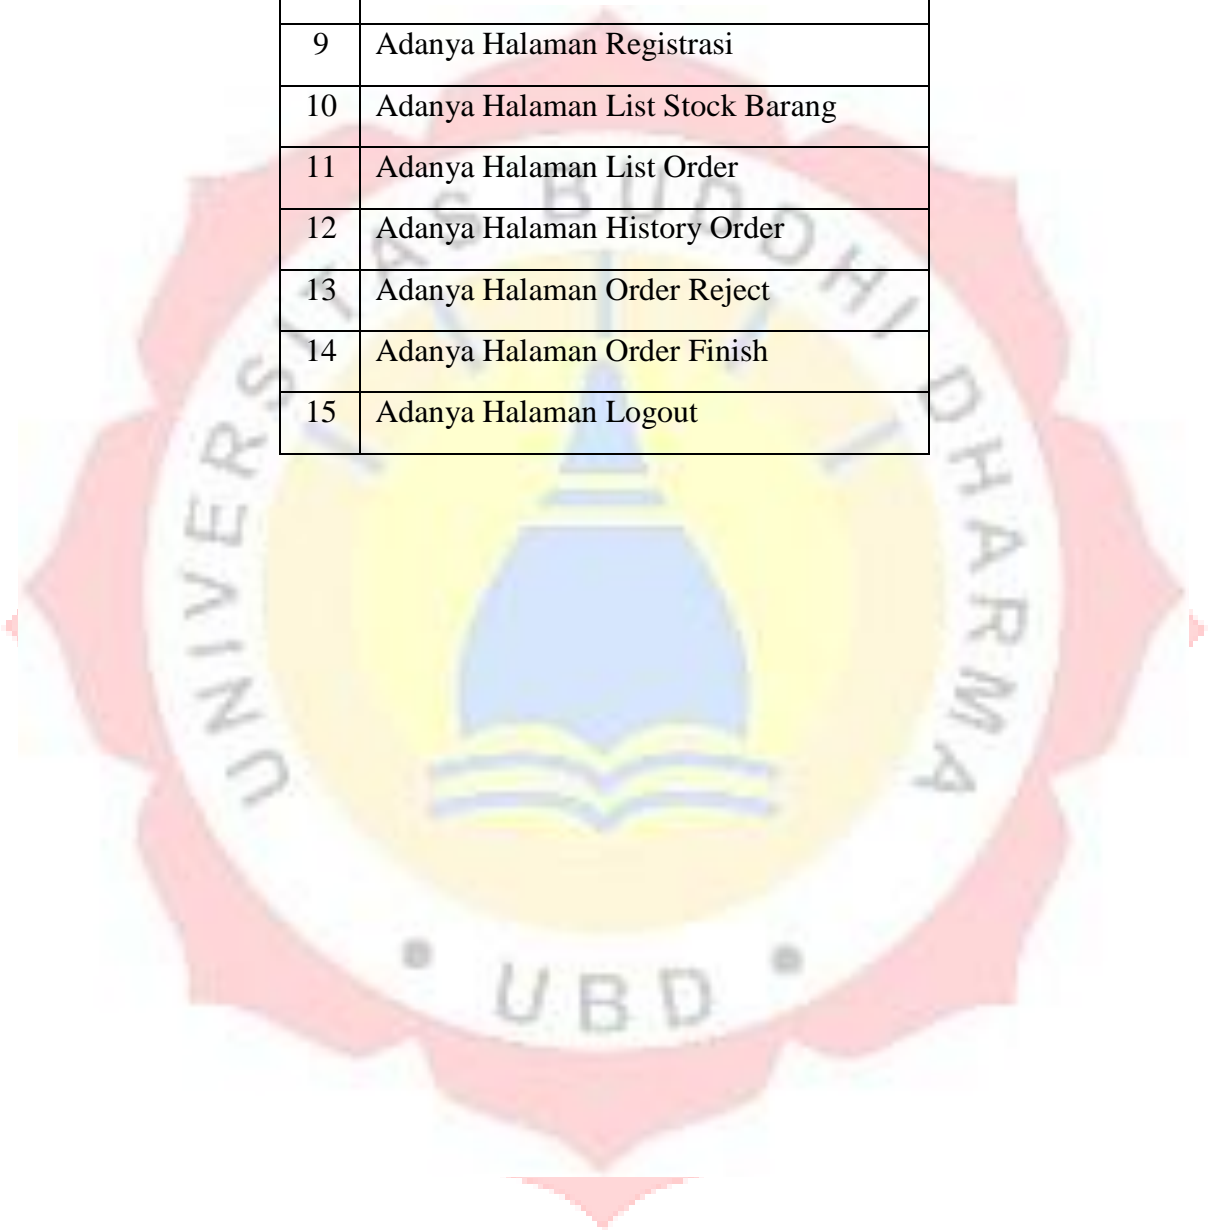 9 Adanya Halaman Registrasi
10 Adanya Halaman List Stock Barang
11 Adanya Halaman List Order
12 Adanya Halaman History Order
13 Adanya Halaman Order Reject
14 Adanya Halaman Order Finish
15 Adanya Halaman Logout
UNIVERSITAS BUDDHI DHARMA
UBD